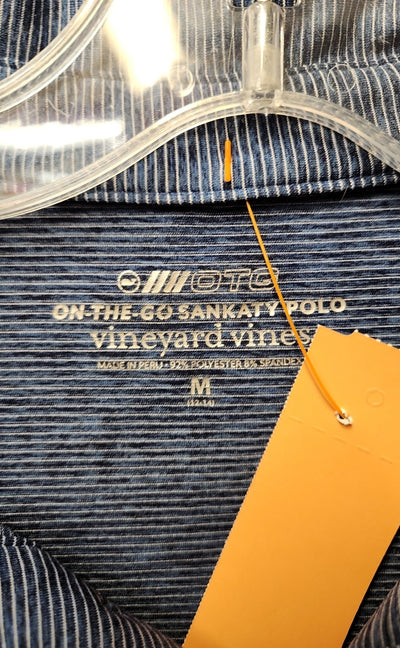 OTG
ON-THE-GO SANKATY POLO
vineyard vines
MADE IN PERU • 92% POLYESTER 8% SPANDEX
M
(12-14)